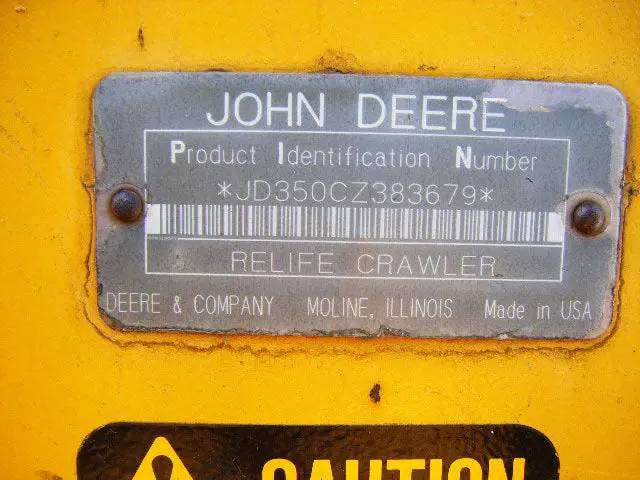 JOHN DEERE
Product Identification Number
*JD350CZ383679*
RELIFE CRAWLER
DEERE & COMPANY MOLINE, ILLINOIS Made in USA
CAUTION